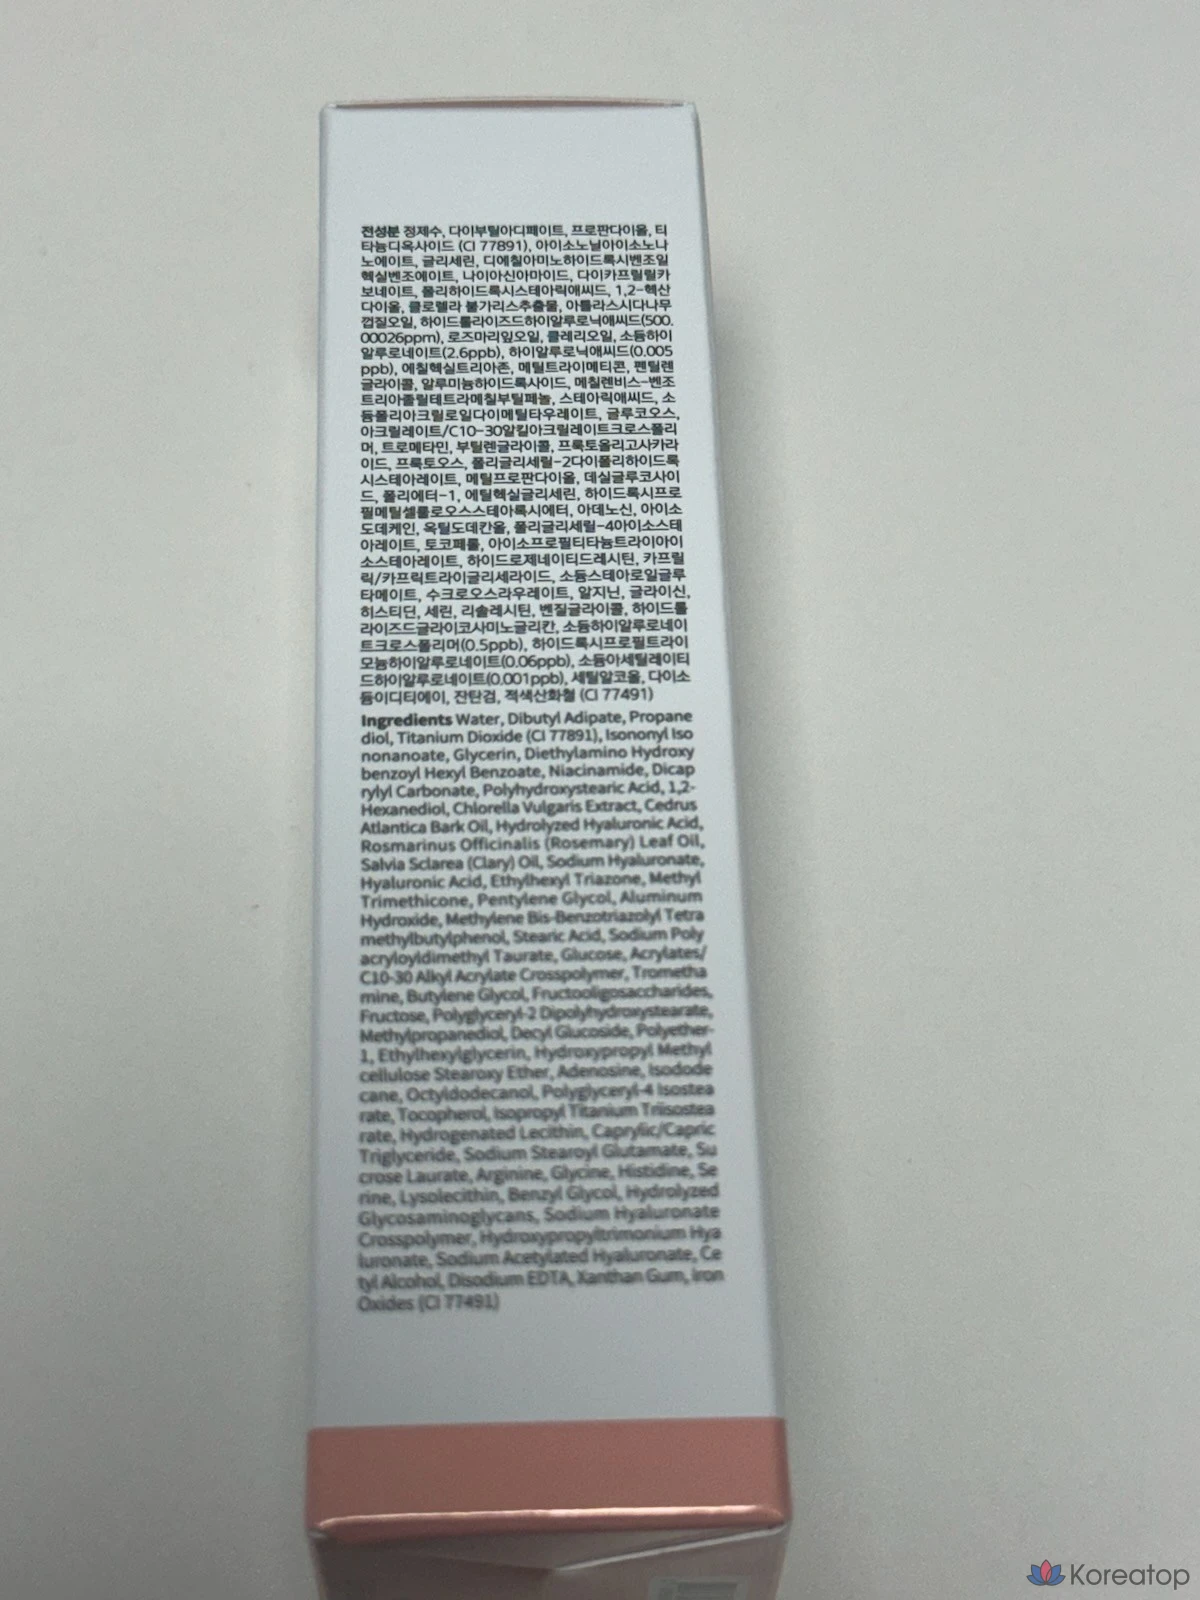 전성분 정제수, 다이부틸아디페이트, 프로판다이올, 티
타늄디옥사이드 (CI 77891), 아이소노닐아이소노나
노에이트, 글리세린, 디에칠아미노하이드록시벤조일
헥실벤조에이트, 나이아신아마이드, 다이카프릴릴카
보네이트, 폴리하이드록시스테아릭애씨드, 1,2-헥산
다이올, 클로렐라 불가리스추출물, 아틀라스시다나무
껍질오일, 하이드롤라이즈드하이알루로닉애씨드(500.
00026ppm), 로즈마리잎오일, 클레리오일, 소듐하이
알루로네이트(2.6ppb), 하이알루로닉애씨드(0.005
ppb), 에칠헥실트리아존, 메틸트라이메티콘, 펜틸렌
글라이콜, 알루미늄하이드록사이드, 메칠렌비스-벤조
트리아졸릴테트라메칠부틸페놀, 스테아릭애씨드, 소
듐폴리아크릴로일다이메틸타우레이트, 글루코오스,
아크릴레이트/C10-30알킬아크릴레이트크로스폴리
머, 트로메타민, 부틸렌글라이콜, 프룩토올리고사카라
이드, 프룩토오스, 폴리글리세릴-2다이폴리하이드록
시스테아레이트, 메틸프로판다이올, 데실글루코사이
드, 폴리에터-1, 에틸헥실글리세린, 하이드록시프로
필메틸셀룰로오스스테아록시에터, 아데노신, 아이소
도데케인, 옥틸도데칸올, 폴리글리세릴-4아이소스테
아레이트, 토코페롤, 아이소프로필티타늄트라이아이
소스테아레이트, 하이드로제네이티드레시틴, 카프릴
릭/카프릭트라이글리세라이드, 소듐스테아로일글루
타메이트, 수크로오스라우레이트, 알지닌, 글라이신,
히스티딘, 세린, 리솔레시틴, 벤질글라이콜, 하이드롤
라이즈드글라이코사미노글리칸, 소듐하이알루로네이
트크로스폴리머(0.5ppb), 하이드록시프로필트라이
모늄하이알루로네이트(0.06ppb), 소듐아세틸레이티
드하이알루로네이트(0.001ppb), 세틸알코올, 다이소
듐이디티에이, 잔탄검, 적색산화철 (CI 77491)
Ingredients Water, Dibutyl Adipate, Propane
diol, Titanium Dioxide (CI 77891), Isononyl Iso
nonanoate, Glycerin, Diethylamino Hydroxy
benzoyl Hexyl Benzoate, Niacinamide, Dicap
rylyl Carbonate, Polyhydroxystearic Acid, 1,2-
Hexanediol, Chlorella Vulgaris Extract, Cedrus
Atlantica Bark Oil, Hydrolyzed Hyaluronic Acid,
Rosmarinus Officinalis (Rosemary) Leaf Oil,
Salvia Sclarea (Clary) Oil, Sodium Hyaluronate,
Hyaluronic Acid, Ethylhexyl Triazone, Methyl
Trimethicone, Pentylene Glycol, Aluminum
Hydroxide, Methylene Bis-Benzotriazolyl Tetra
methylbutylphenol, Stearic Acid, Sodium Poly
acryloyldimethyl Taurate, Glucose, Acrylates/
C10-30 Alkyl Acrylate Crosspolymer, Trometha
mine, Butylene Glycol, Fructooligosaccharides,
Fructose, Polyglyceryl-2 Dipolyhydroxystearate,
Methylpropanediol, Decyl Glucoside, Polyether-
1, Ethylhexylglycerin, Hydroxypropyl Methyl
cellulose Stearoxy Ether, Adenosine, Isodode
cane, Octyldodecanol, Polyglyceryl-4 Isostea
rate, Tocopherol, Isopropyl Titanium Triisostea
rate, Hydrogenated Lecithin, Caprylic/Capric
Triglyceride, Sodium Stearoyl Glutamate, Su
crose Laurate, Arginine, Glycine, Histidine, Se
rine, Lysolecithin, Benzyl Glycol, Hydrolyzed
Glycosaminoglycans, Sodium Hyaluronate
Crosspolymer, Hydroxypropyltrimonium Hya
luronate, Sodium Acetylated Hyaluronate, Ce
tyl Alcohol, Disodium EDTA, Xanthan Gum, Iron
Oxides (CI 77491)
Koreatop